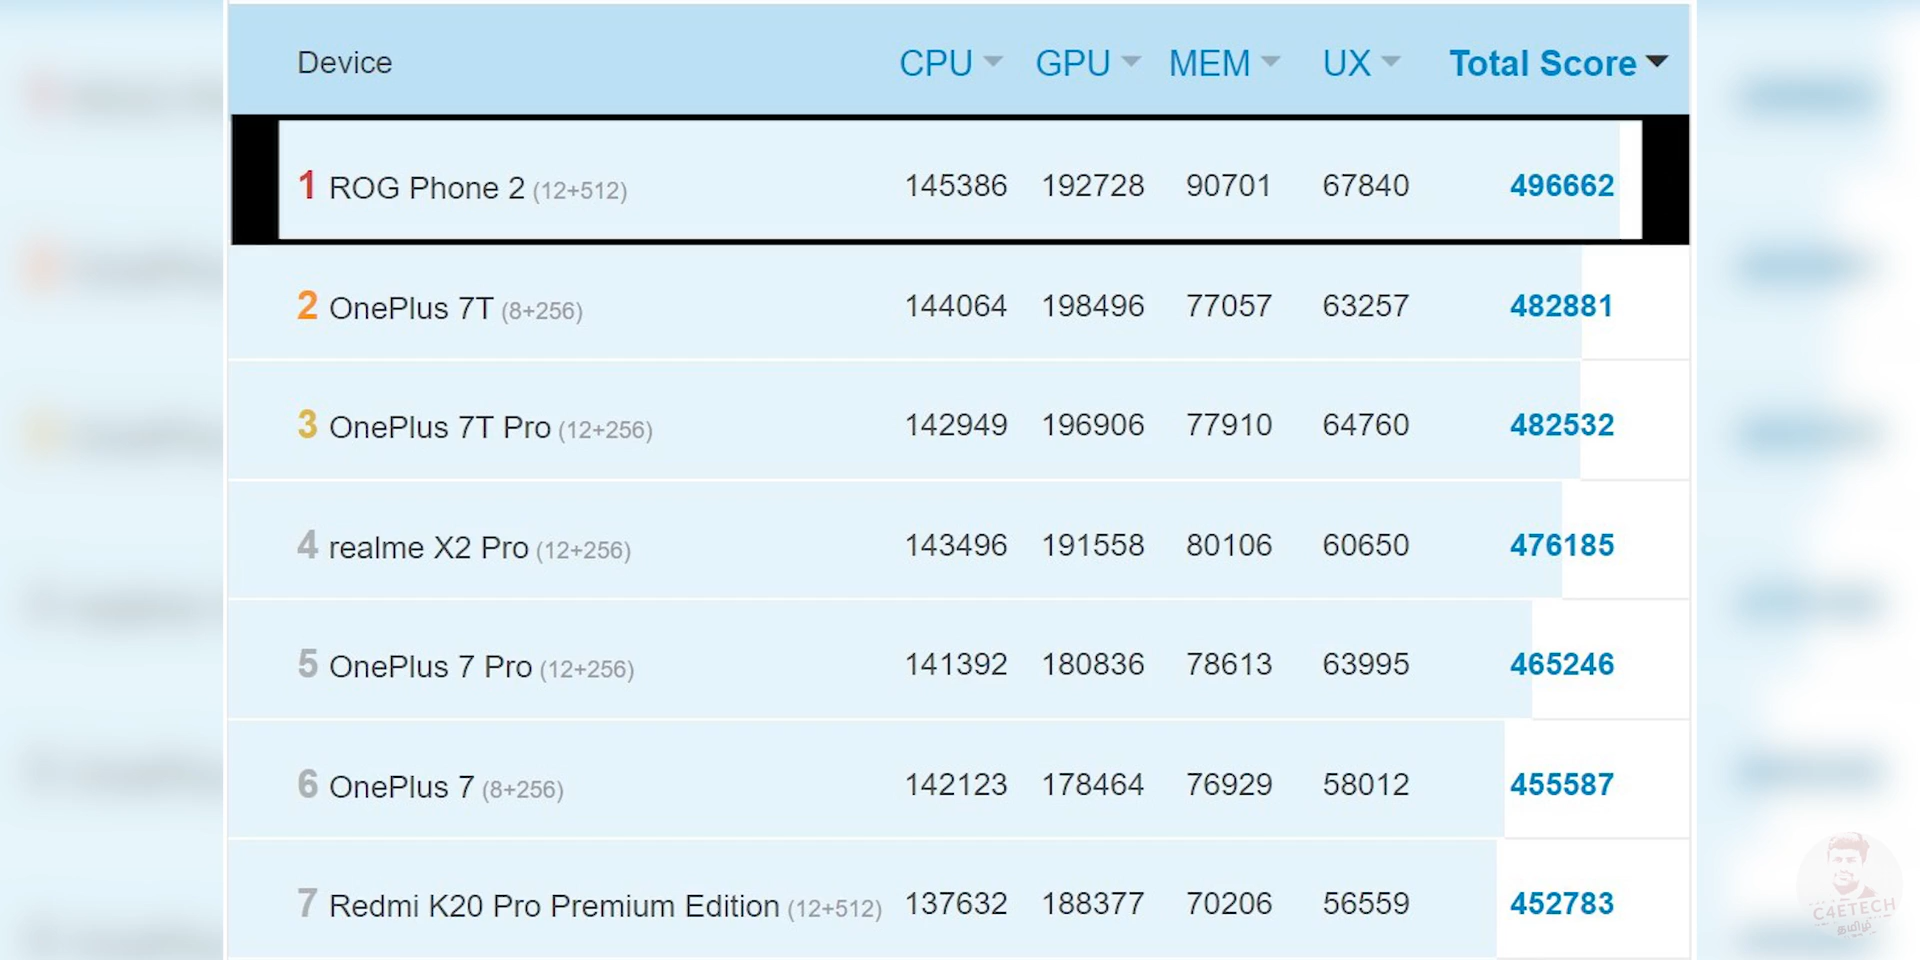 Device CPU GPU MEM UX Total Score
1 ROG Phone 2 (12+512) 145386 192728 90701 67840 496662
2 OnePlus 7T (8+256) 144064 198496 77057 63257 482881
3 OnePlus 7T Pro (12+256) 142949 196906 77910 64760 482532
4 realme X2 Pro (12+256) 143496 191558 80106 60650 476185
5 OnePlus 7 Pro (12+256) 141392 180836 78613 63995 465246
6 OnePlus 7 (8+256) 142123 178464 76929 58012 455587
7 Redmi K20 Pro Premium Edition (12+512) 137632 188377 70206 56559 452783
C4ETECH
தமிழ்